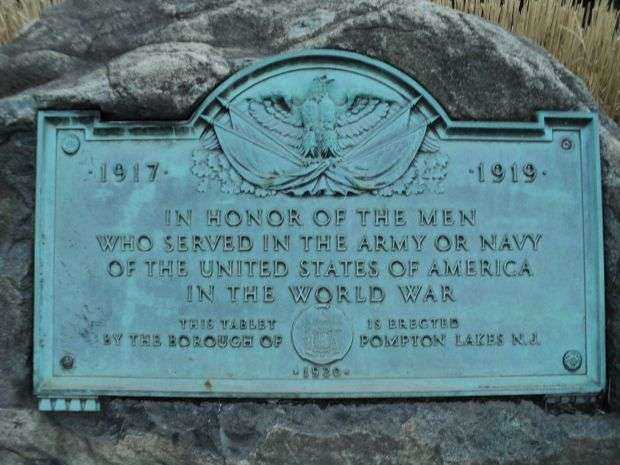 ·1917· ·1919·
IN HONOR OF THE MEN
WHO SERVED IN THE ARMY OR NAVY
OF THE UNITED STATES OF AMERICA
IN THE WORLD WAR
THIS TABLET IS ERECTED
BY THE BOROUGH OF POMPTON LAKES N.J.
·1920·